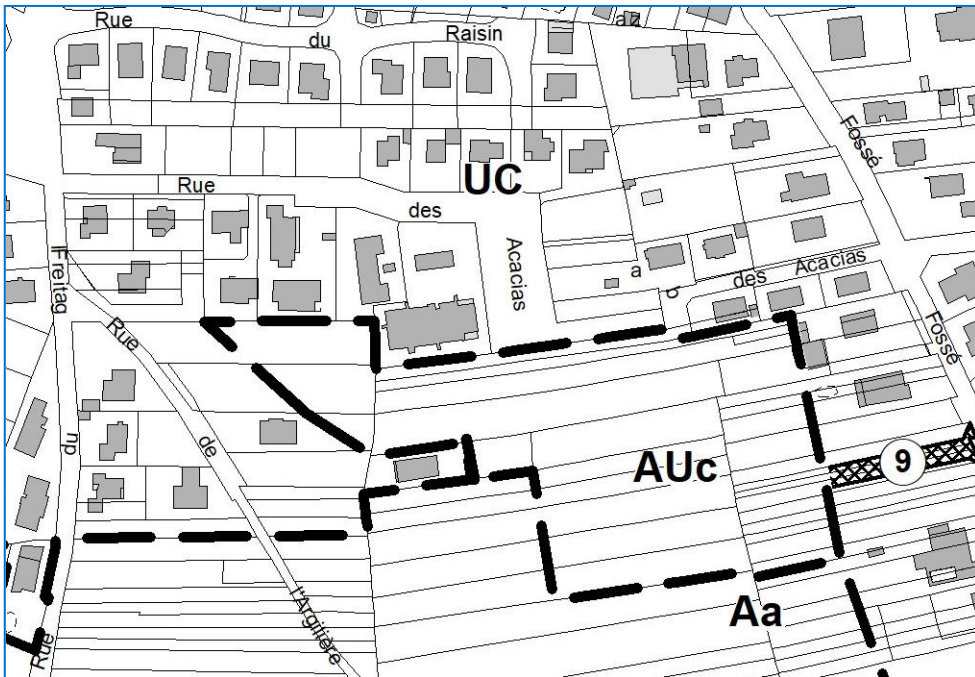 Rue
du
Raisin
alz
Fossé
Rue
UC
des
Acacias
a
b
des
Acacias
Freitag
Rue
Fossé
de
du
AUc
9
Aa
l'Argilière
Rue